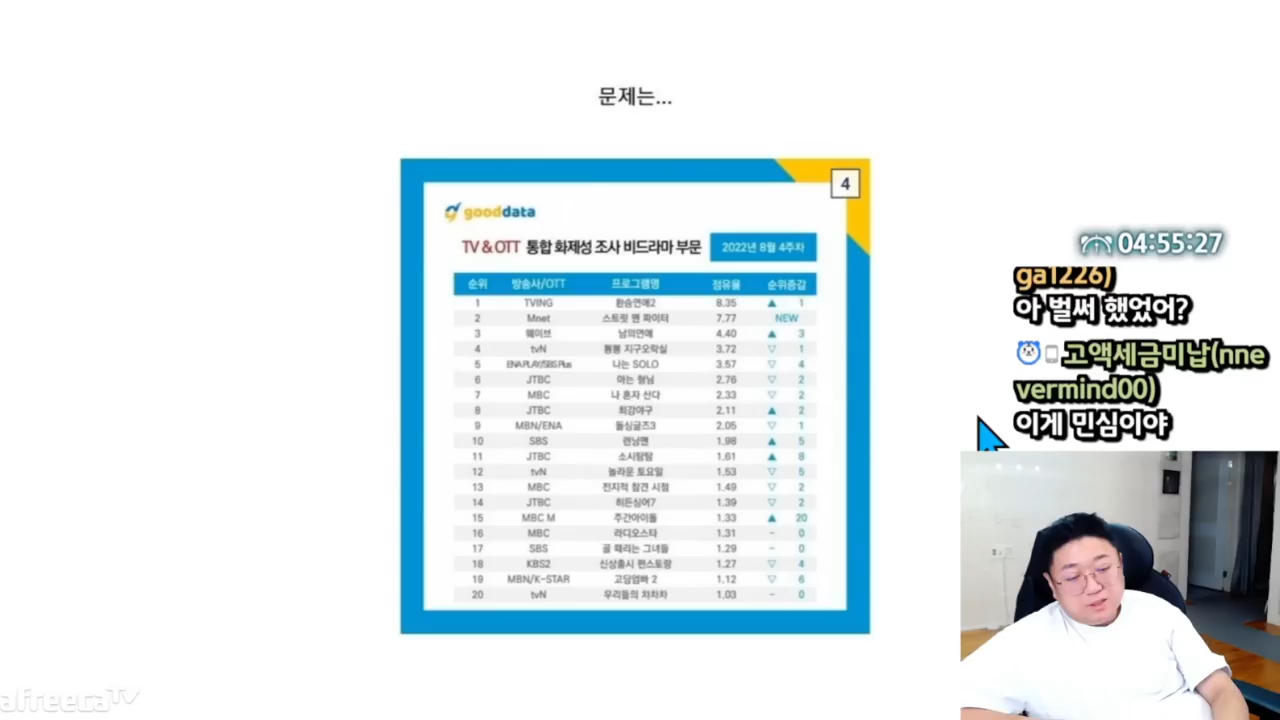 문제는...
4
gooddata
TV & OTT 통합 화제성 조사 비드라마 부문 2022년 8월 4주차
순위 방송사/OTT 프로그램명 점유율 순위증감
1 TVING 환승연애2 8.35 ▲ 1
2 Mnet 스트릿 맨 파이터 7.77 NEW
3 웨이브 남의연애 4.40 ▲ 3
4 tvN 뿅뿅 지구오락실 3.72 ▽ 1
5 ENA PLAY/SBS Plus 나는 SOLO 3.57 ▽ 4
6 JTBC 아는 형님 2.76 ▽ 2
7 MBC 나 혼자 산다 2.33 ▽ 2
8 JTBC 최강야구 2.11 ▲ 2
9 MBN/ENA 돌싱글즈3 2.05 ▽ 1
10 SBS 런닝맨 1.98 ▲ 5
11 JTBC 소시탐탐 1.61 ▲ 8
12 tvN 놀라운 토요일 1.53 ▽ 5
13 MBC 전지적 참견 시점 1.49 ▽ 2
14 JTBC 히든싱어7 1.39 ▽ 2
15 MBC M 주간아이돌 1.33 ▲ 20
16 MBC 라디오스타 1.31 - 0
17 SBS 골 때리는 그녀들 1.29 - 0
18 KBS2 신상출시 편스토랑 1.27 ▽ 4
19 MBN/K-STAR 고딩엄빠 2 1.12 ▽ 6
20 tvN 우리들의 차차차 1.03 - 0
04:55:27
ga1226)
아 벌써 했었어?
고액세금미납(nne
vermind00)
이게 민심이야
afreecaTV